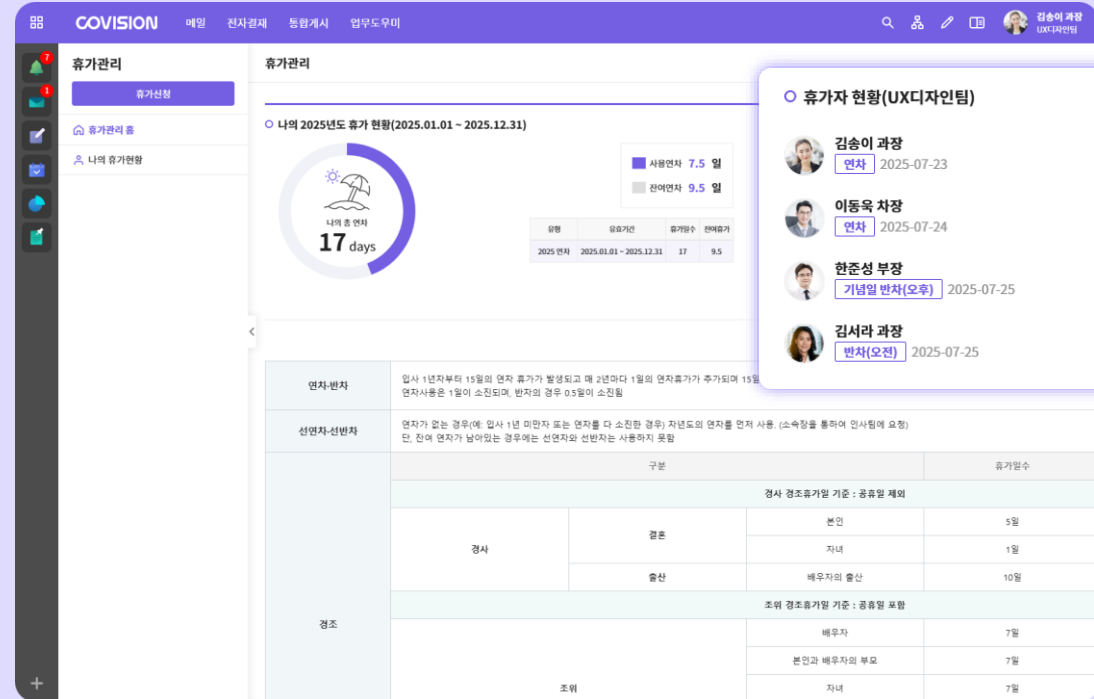 COVISION 메일 전자결재 통합게시 업무도우미
김송이 과장
UX디자인팀
7
1
휴가관리
휴가신청
휴가관리 홈
나의 휴가현황
휴가관리
나의 2025년도 휴가 현황(2025.01.01 ~ 2025.12.31)
나의 총 연차
17 days
사용연차 7.5 일
잔여연차 9.5 일
유형 유효기간 휴가일수 잔여휴가
2025 연차 2025.01.01 ~ 2025.12.31 17 9.5
휴가자 현황(UX디자인팀)
김송이 과장
연차 2025-07-23
이동욱 차장
연차 2025-07-24
한준성 부장
기념일 반차(오후) 2025-07-25
김서라 과장
반차(오전) 2025-07-25
연차·반차
입사 1년차부터 15일의 연차 휴가가 발생되고 매 2년마다 1일의 연차휴가가 추가되며 15일
연차사용은 1일이 소진되며, 반차의 경우 0.5일이 소진됨
선연차·선반차
연차가 없는 경우(예: 입사 1년 미만자 또는 연차를 다 소진한 경우) 차년도의 연차를 먼저 사용. (소속장을 통하여 인사팀에 요청)
단, 잔여 연차가 남아있는 경우에는 선연차와 선반차는 사용하지 못함
경조
구분 휴가일수
경사 경조휴가일 기준 : 공휴일 제외
경사 결혼 본인 5일
자녀 1일
출산 배우자의 출산 10일
조위 경조휴가일 기준 : 공휴일 포함
조위
배우자 7일
본인과 배우자의 부모 7일
자녀 7일